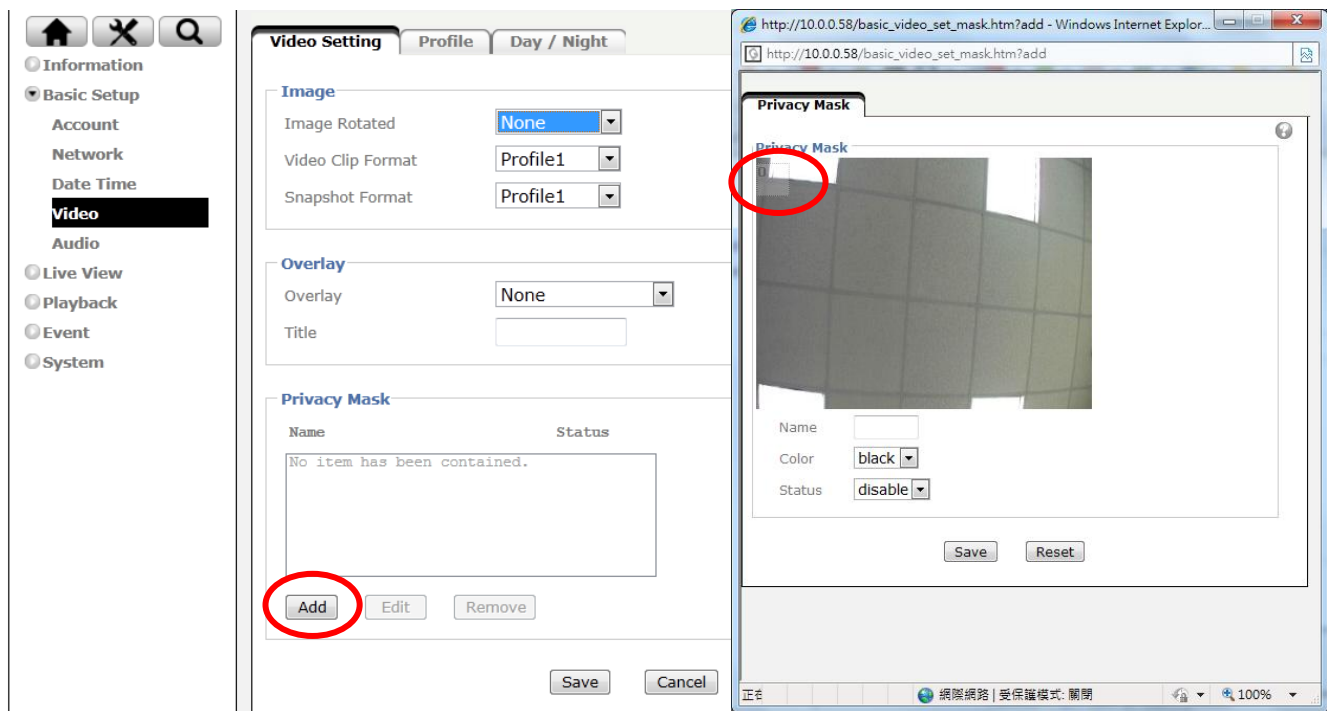 Information
Basic Setup
Account
Network
Date Time
Video
Audio
Live View
Playback
Event
System
Video Setting Profile Day / Night
Image
Image Rotated None
Video Clip Format Profile1
Snapshot Format Profile1
Overlay
Overlay None
Title
Privacy Mask
Name Status
No item has been contained.
Add Edit Remove
Save Cancel
http://10.0.0.58/basic_video_set_mask.htm?add - Windows Internet Explor...
http://10.0.0.58/basic_video_set_mask.htm?add
Privacy Mask
Privacy Mask
0
Name
Color black
Status disable
Save Reset
網際網路 | 受保護模式: 關閉 100%